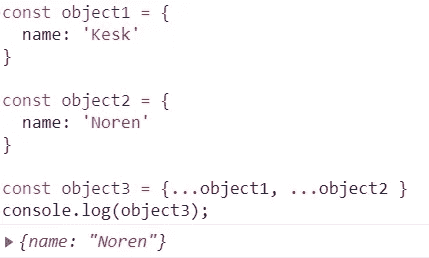 const object1 = {
  name: 'Kesk'
}
const object2 = {
  name: 'Noren'
}
const object3 = {...object1, ...object2 }
console.log(object3);
▶ {name: "Noren"}